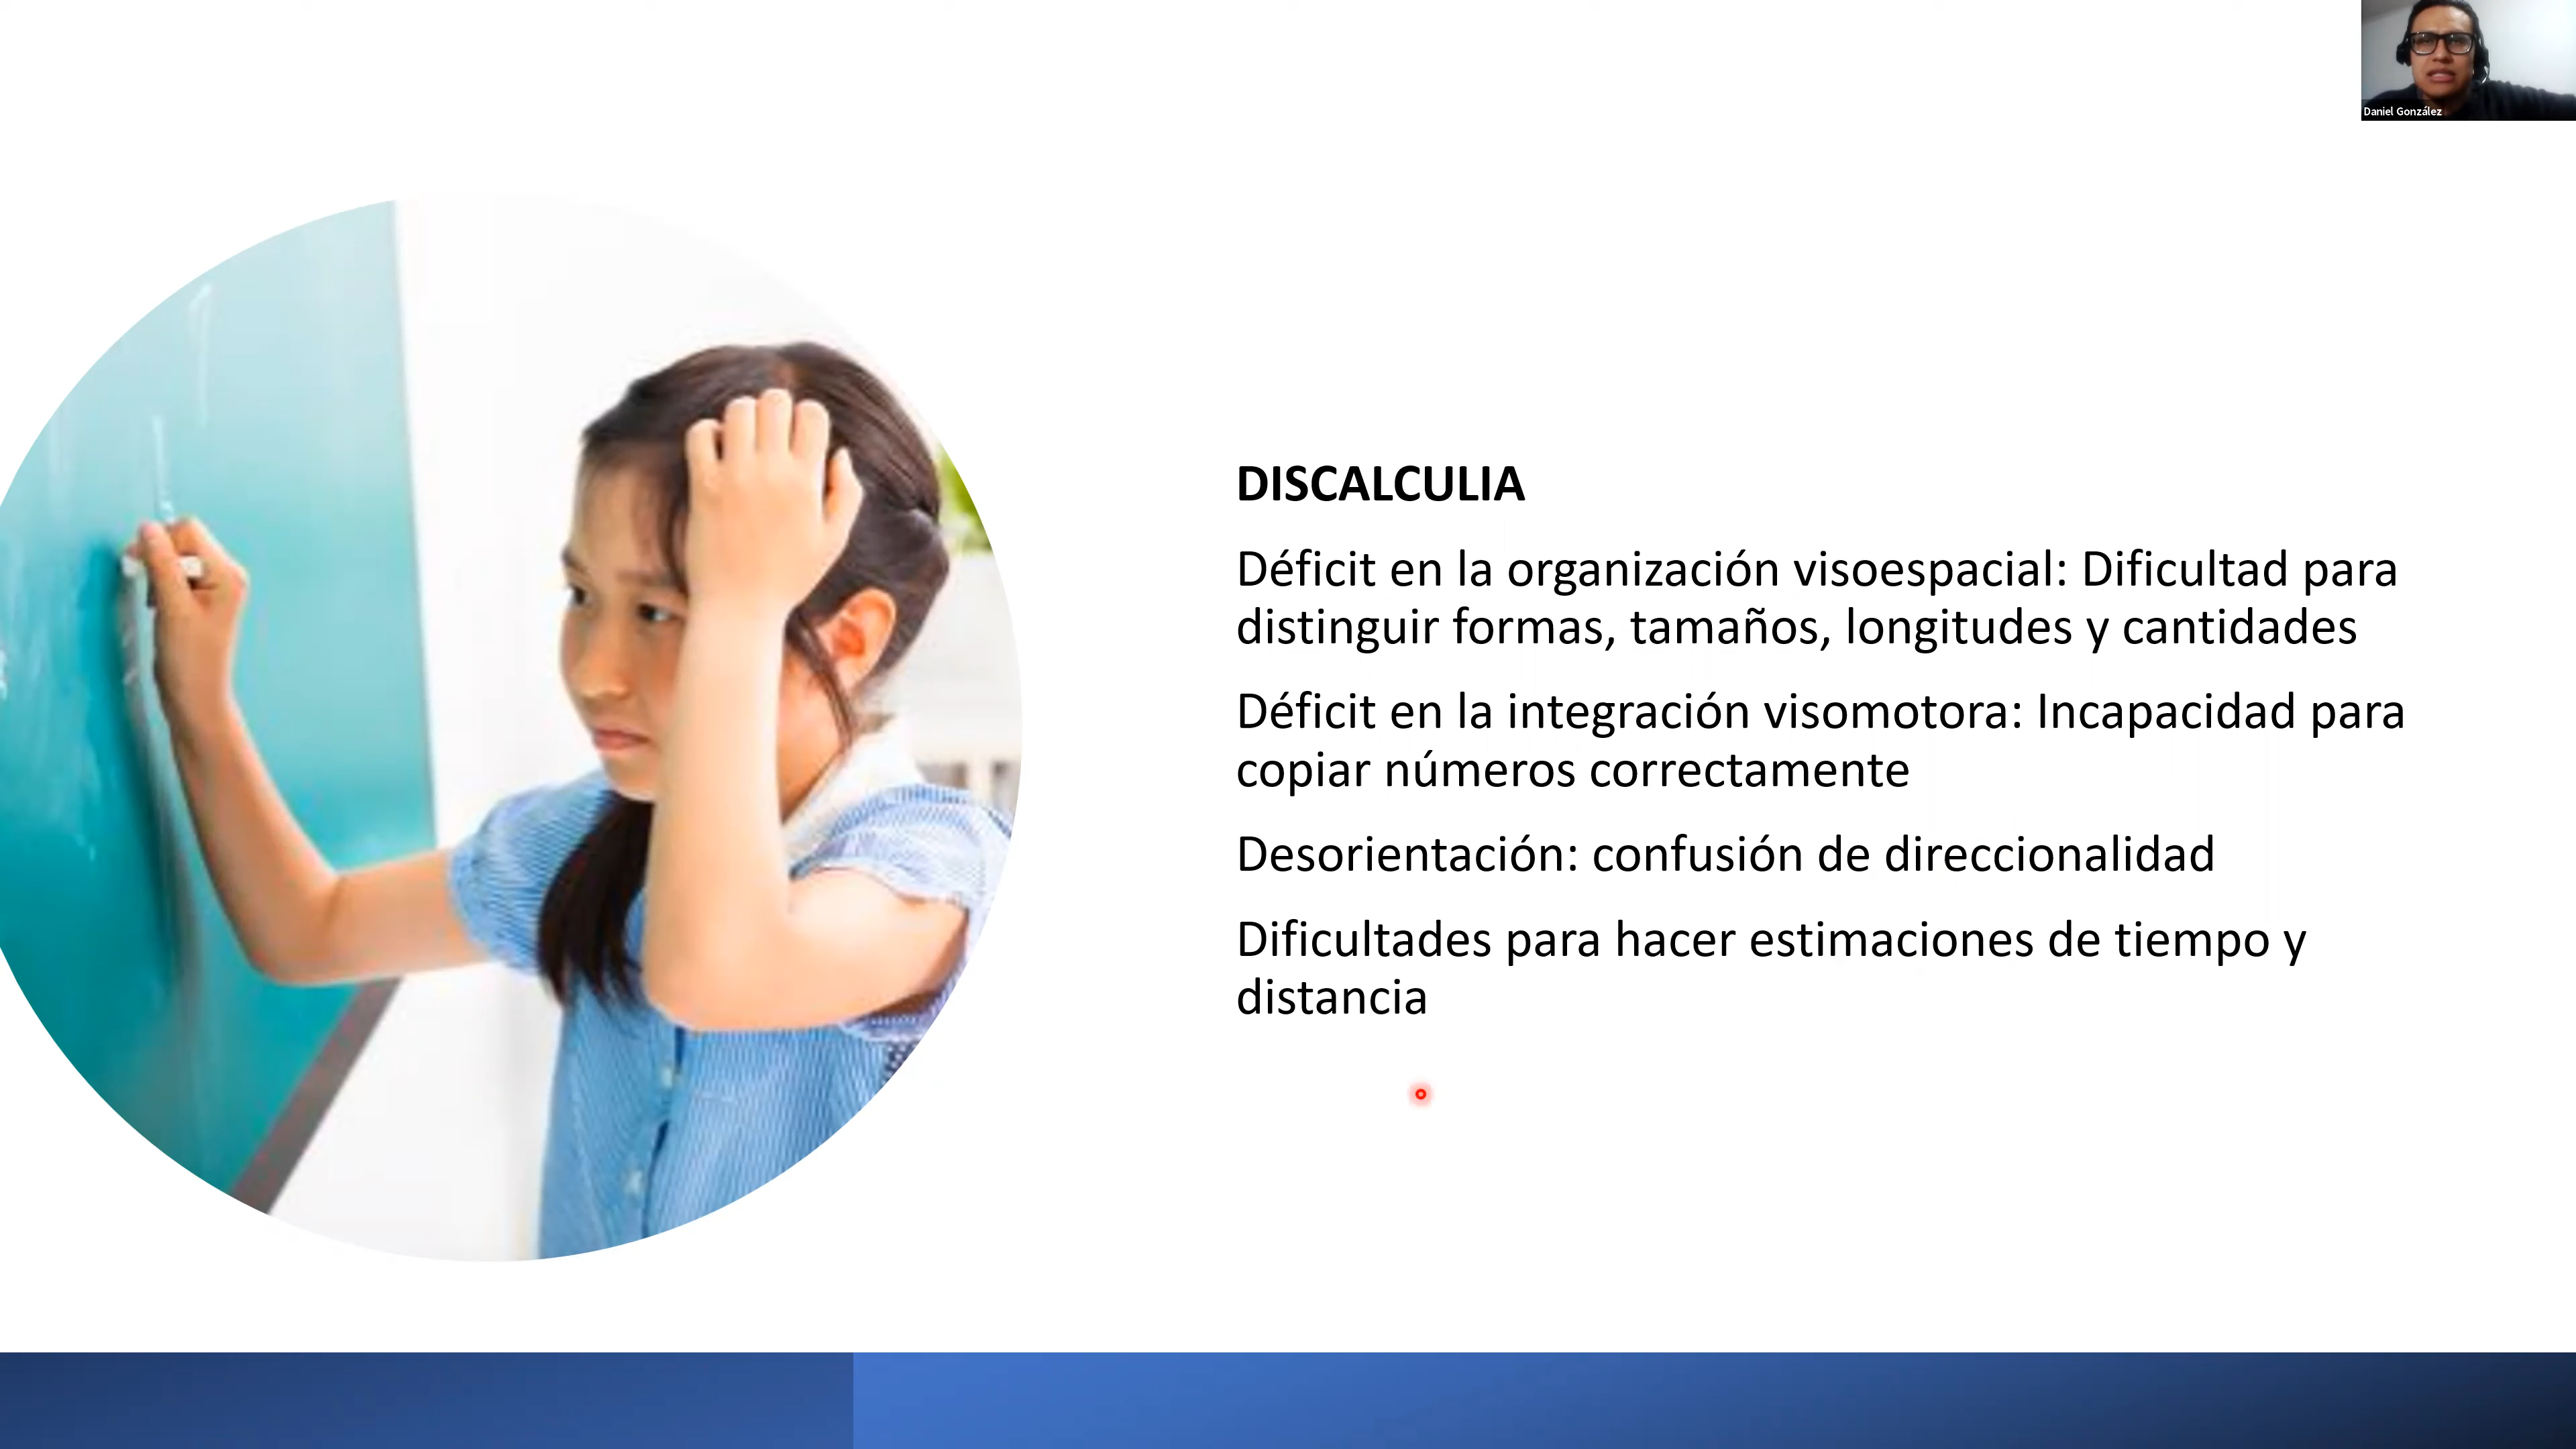 Daniel González
DISCALCULIA
Déficit en la organización visoespacial: Dificultad para
distinguir formas, tamaños, longitudes y cantidades
Déficit en la integración visomotora: Incapacidad para
copiar números correctamente
Desorientación: confusión de direccionalidad
Dificultades para hacer estimaciones de tiempo y
distancia